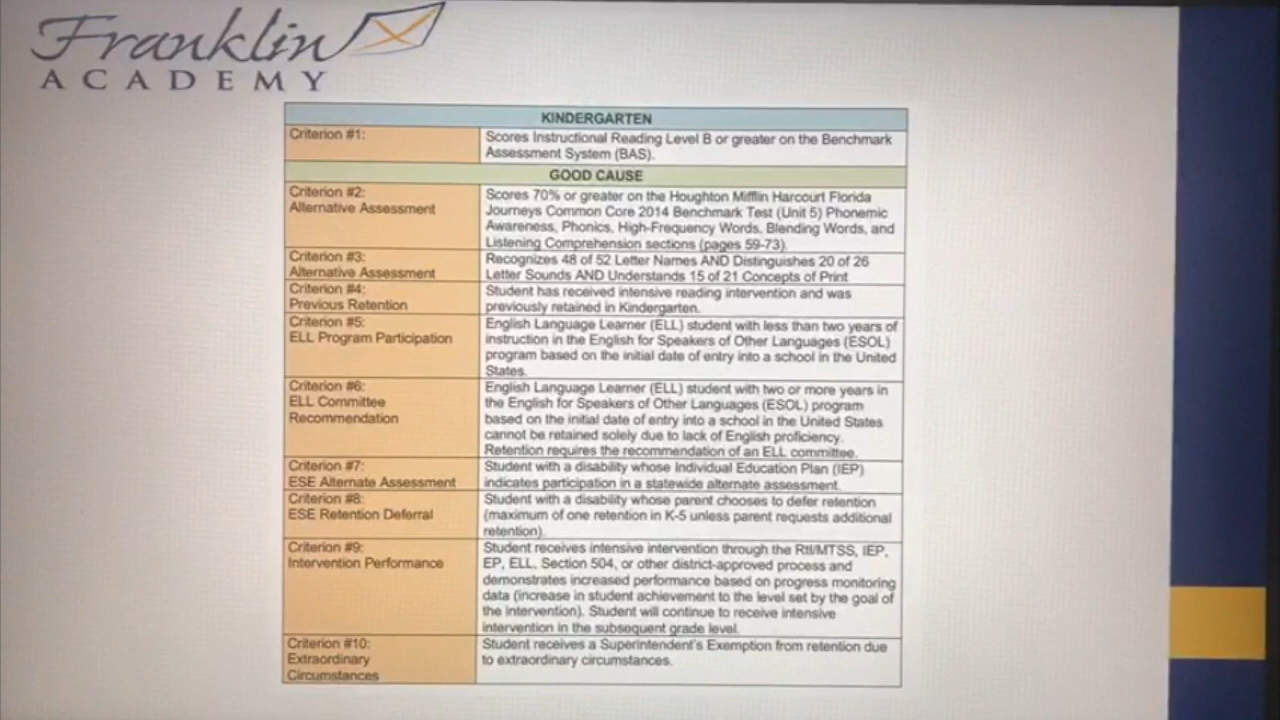 Franklin
ACADEMY
KINDERGARTEN
Criterion #1:
Scores Instructional Reading Level B or greater on the Benchmark
Assessment System (BAS).
GOOD CAUSE
Criterion #2:
Alternative Assessment
Scores 70% or greater on the Houghton Mifflin Harcourt Florida
Journeys Common Core 2014 Benchmark Test (Unit 5) Phonemic
Awareness, Phonics, High-Frequency Words, Blending Words, and
Listening Comprehension sections (pages 59-73).
Criterion #3:
Alternative Assessment
Recognizes 48 of 52 Letter Names AND Distinguishes 20 of 26
Letter Sounds AND Understands 15 of 21 Concepts of Print
Criterion #4:
Previous Retention
Student has received intensive reading intervention and was
previously retained in Kindergarten.
Criterion #5:
ELL Program Participation
English Language Learner (ELL) student with less than two years of
instruction in the English for Speakers of Other Languages (ESOL)
program based on the initial date of entry into a school in the United
States.
Criterion #6:
ELL Committee
Recommendation
English Language Learner (ELL) student with two or more years in
the English for Speakers of Other Languages (ESOL) program
based on the initial date of entry into a school in the United States
cannot be retained solely due to lack of English proficiency.
Retention requires the recommendation of an ELL committee.
Criterion #7:
ESE Alternate Assessment
Student with a disability whose Individual Education Plan (IEP)
indicates participation in a statewide alternate assessment.
Criterion #8:
ESE Retention Deferral
Student with a disability whose parent chooses to defer retention
(maximum of one retention in K-5 unless parent requests additional
retention).
Criterion #9:
Intervention Performance
Student receives intensive intervention through the RtI/MTSS, IEP,
EP, ELL, Section 504, or other district-approved process and
demonstrates increased performance based on progress monitoring
data (increase in student achievement to the level set by the goal of
the intervention). Student will continue to receive intensive
intervention in the subsequent grade level.
Criterion #10:
Extraordinary
Circumstances
Student receives a Superintendent's Exemption from retention due
to extraordinary circumstances.